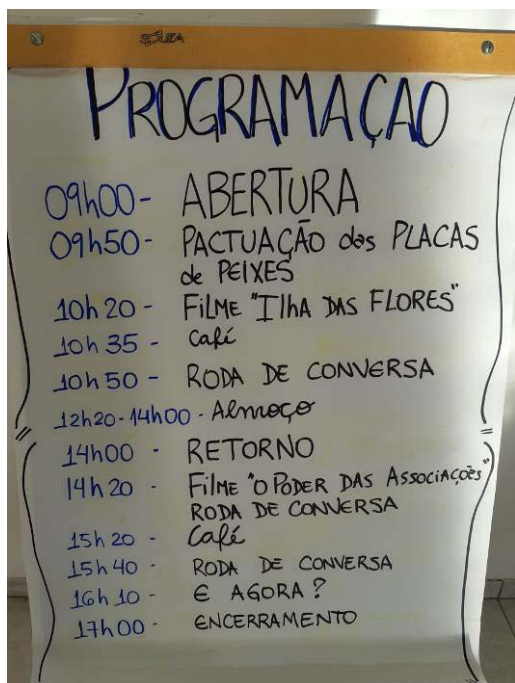 SOUZA
PROGRAMAÇAO
09h00- ABERTURA
09h50- PACTUAÇÃO das PLACAS
de PEIXES
10h20- FILME "ILHA DAS FLORES"
10h35 - Café
10h50 - RODA DE CONVERSA
12h20-14h00 - Almoço
14h00 - RETORNO
14h20 - FILME "O PODER DAS ASSOCIAÇÕES"
RODA DE CONVERSA
15h20 - Café
15h40 - RODA DE CONVERSA
16h10 - E AGORA?
17h00- ENCERRAMENTO